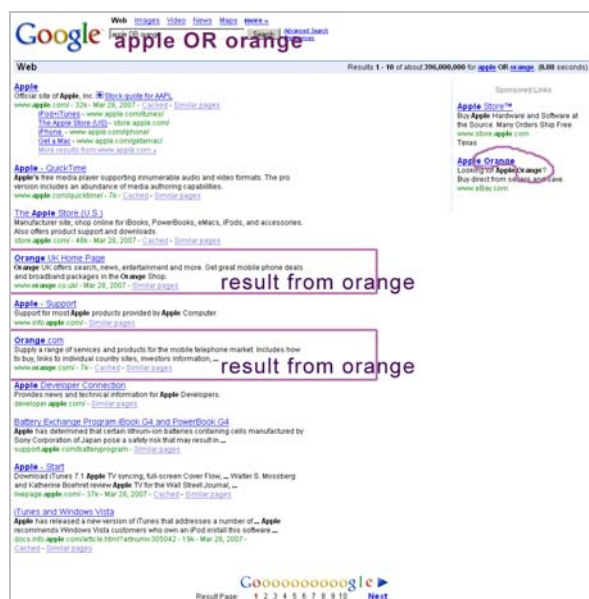 Web Images Video News Maps more »
Google
apple OR orange
apple OR orange
Search
Advanced Search
Web
Results 1 - 10 of about 396,000,000 for apple OR orange. (0.08 seconds)
Apple
Official site of Apple, Inc. Stock quote for AAPL
www.apple.com/ - 32k - Mar 28, 2007 - Cached - Similar pages
iPod+iTunes - www.apple.com/itunes/
The Apple Store (US) - store.apple.com/
iPhone - www.apple.com/iphone/
Get a Mac - www.apple.com/getamac/
More results from www.apple.com »
Apple - QuickTime
Apple's free media player supporting innumerable audio and video formats. The pro
version includes an abundance of media authoring capabilities.
www.apple.com/quicktime/ - 7k - Cached - Similar pages
The Apple Store (U.S.)
Manufacturer site, shop online for iBooks, PowerBooks, eMacs, iPods, and accessories.
Also offers product support and downloads.
store.apple.com/ - 48k - Mar 28, 2007 - Cached - Similar pages
Orange UK Home Page
Orange UK offers search, news, entertainment and more. Get great mobile phone deals
and broadband packages in the Orange Shop.
www.orange.co.uk/ - Mar 28, 2007 - Similar pages
result from orange
Apple - Support
Support for most Apple products provided by Apple Computer.
www.info.apple.com/ - Similar pages
Orange.com
Supply a range of services and products for the mobile telephone market. Includes how
to buy, links to individual country sites, investors information, ...
www.orange.com/ - 7k - Cached - Similar pages
result from orange
Apple Developer Connection
Provides news and technical information for Apple Developers.
developer.apple.com/ - Similar pages
Battery Exchange Program iBook G4 and PowerBook G4
Apple has determined that certain lithium-ion batteries containing cells manufactured by
Sony Corporation of Japan pose a safety risk that may result in ...
support.apple.com/batteryprogram - Similar pages
Apple - Start
Download iTunes 7.1 Apple TV syncing, full-screen Cover Flow, ... Walter S. Mossberg
and Katherine Boehret review Apple TV for the Wall Street Journal, ...
livepage.apple.com/ - 37k - Mar 28, 2007 - Cached - Similar pages
iTunes and Windows Vista
Apple has released a new version of iTunes that addresses a number of ... Apple
recommends Windows Vista customers who own an iPod install this software ...
docs.info.apple.com/article.html?artnum=305042 - 19k - Mar 28, 2007 -
Cached - Similar pages
Sponsored Links
Apple Store™
Buy Apple Hardware and Software at
the Source. Many Orders Ship Free.
www.store.apple.com
Texas
Apple Orange
Looking for Apple Orange?
Buy direct from sellers and save.
www.eBay.com
Goooooooooogle
Result Page: 1 2 3 4 5 6 7 8 9 10 Next